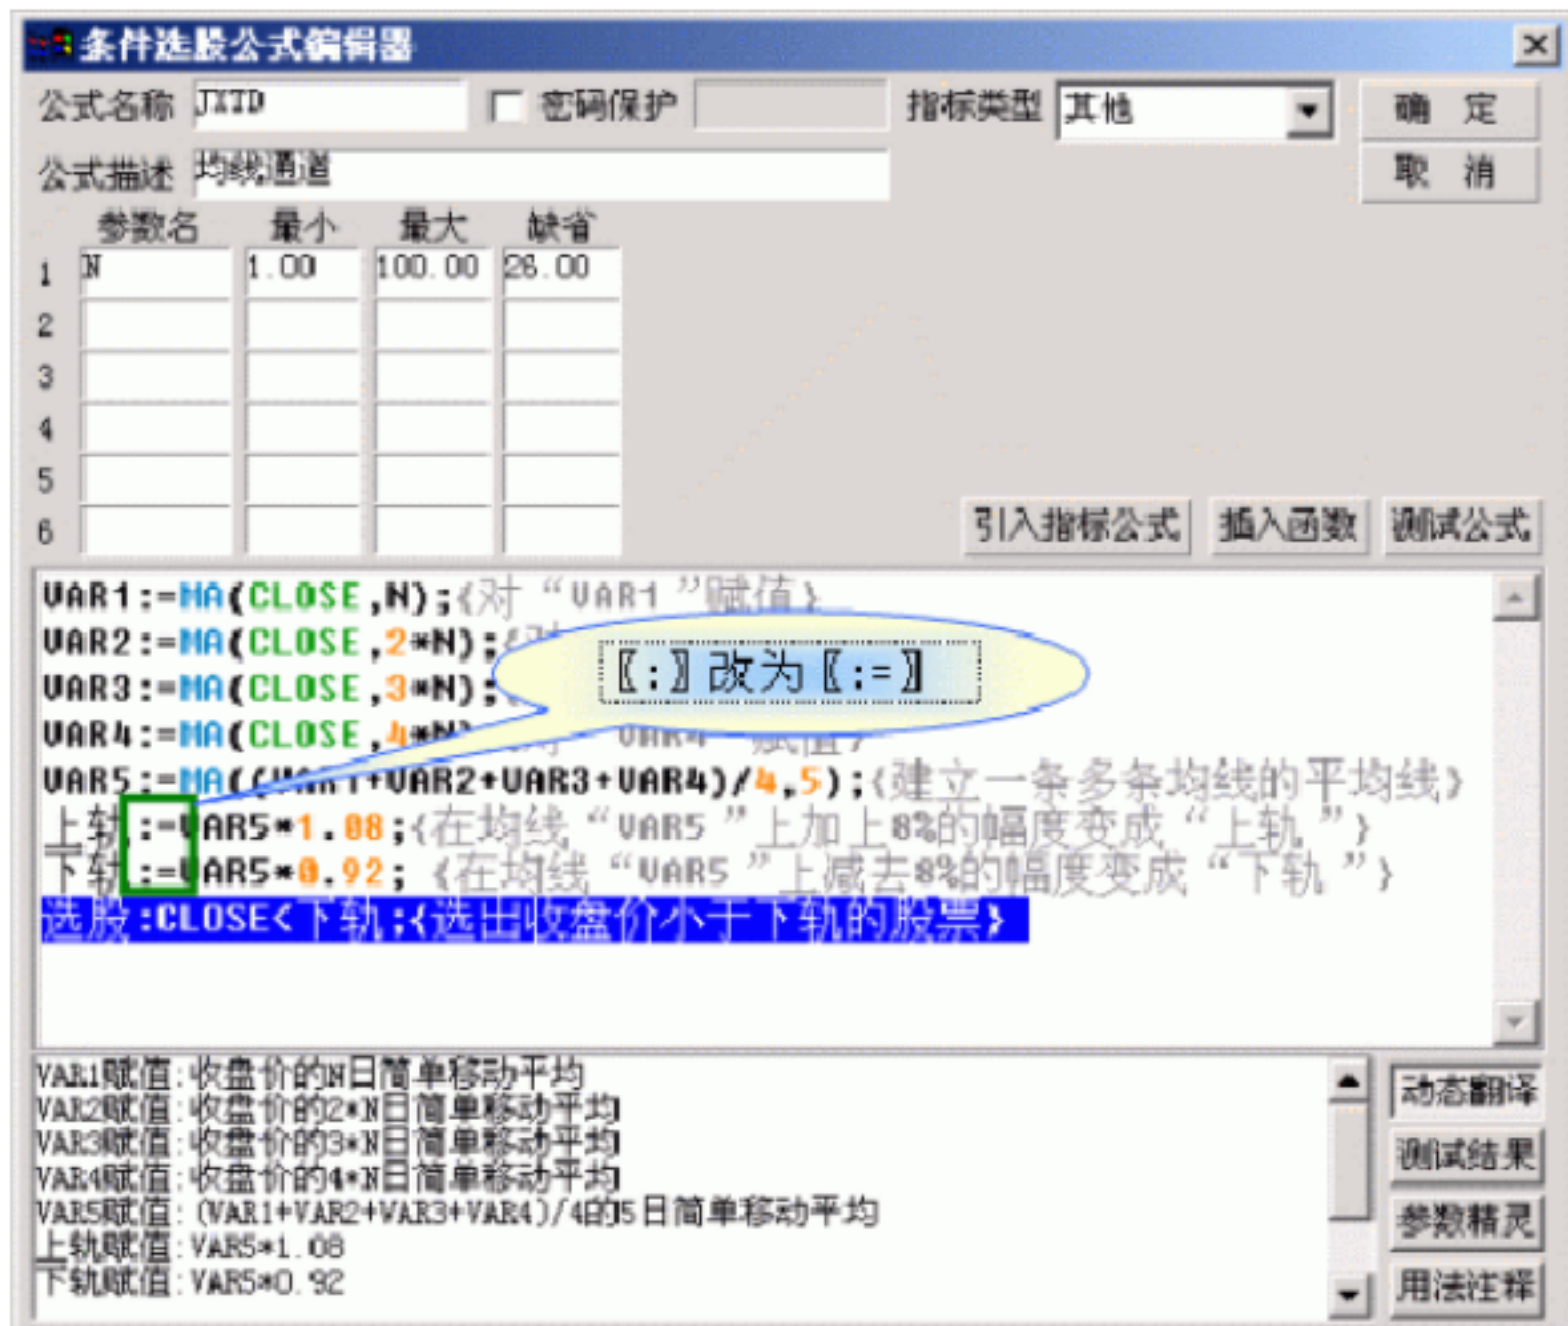 条件选股公式编辑器
公式名称 JXTD 密码保护 指标类型 其他 确 定
公式描述 均线通道 取 消
参数名 最小 最大 缺省
1 N 1.00 100.00 26.00
2
3
4
5
6
引入指标公式 插入函数 测试公式
VAR1:=MA(CLOSE,N);{对“VAR1”赋值}
VAR2:=MA(CLOSE,2*N);{对
VAR3:=MA(CLOSE,3*N);
〖:〗改为〖:=〗
VAR4:=MA(CLOSE,4*N) “VAR4”赋值}
VAR5:=MA((VAR1+VAR2+VAR3+VAR4)/4,5);{建立一条多条均线的平均线}
上轨:=VAR5*1.08;{在均线“VAR5”上加上8%的幅度变成“上轨”}
下轨:=VAR5*0.92; {在均线“VAR5”上减去8%的幅度变成“下轨”}
选股:CLOSE<下轨;{选出收盘价小于下轨的股票}
VAR1赋值:收盘价的N日简单移动平均
VAR2赋值:收盘价的2*N日简单移动平均
VAR3赋值:收盘价的3*N日简单移动平均
VAR4赋值:收盘价的4*N日简单移动平均
VAR5赋值:(VAR1+VAR2+VAR3+VAR4)/4的5日简单移动平均
上轨赋值:VAR5*1.08
下轨赋值:VAR5*0.92
动态翻译
测试结果
参数精灵
用法注释